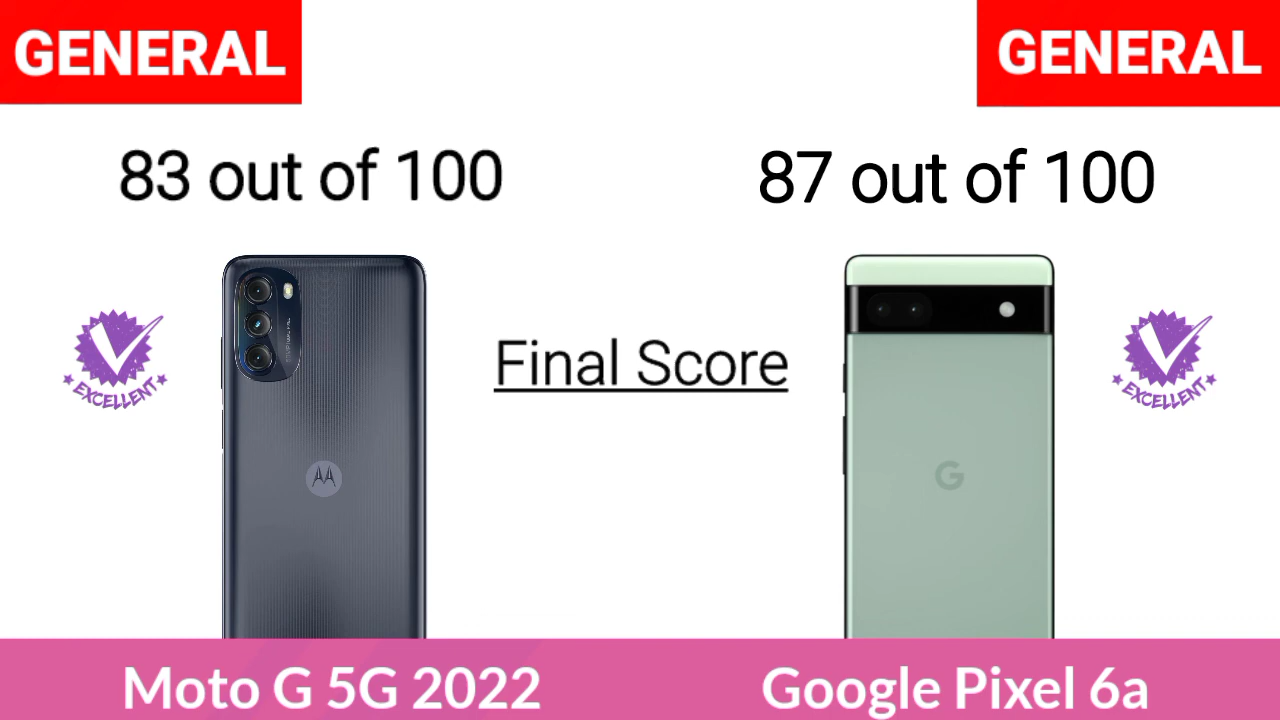 GENERAL
GENERAL
83 out of 100
87 out of 100
EXCELLENT
Final Score
EXCELLENT
G
Moto G 5G 2022
Google Pixel 6a